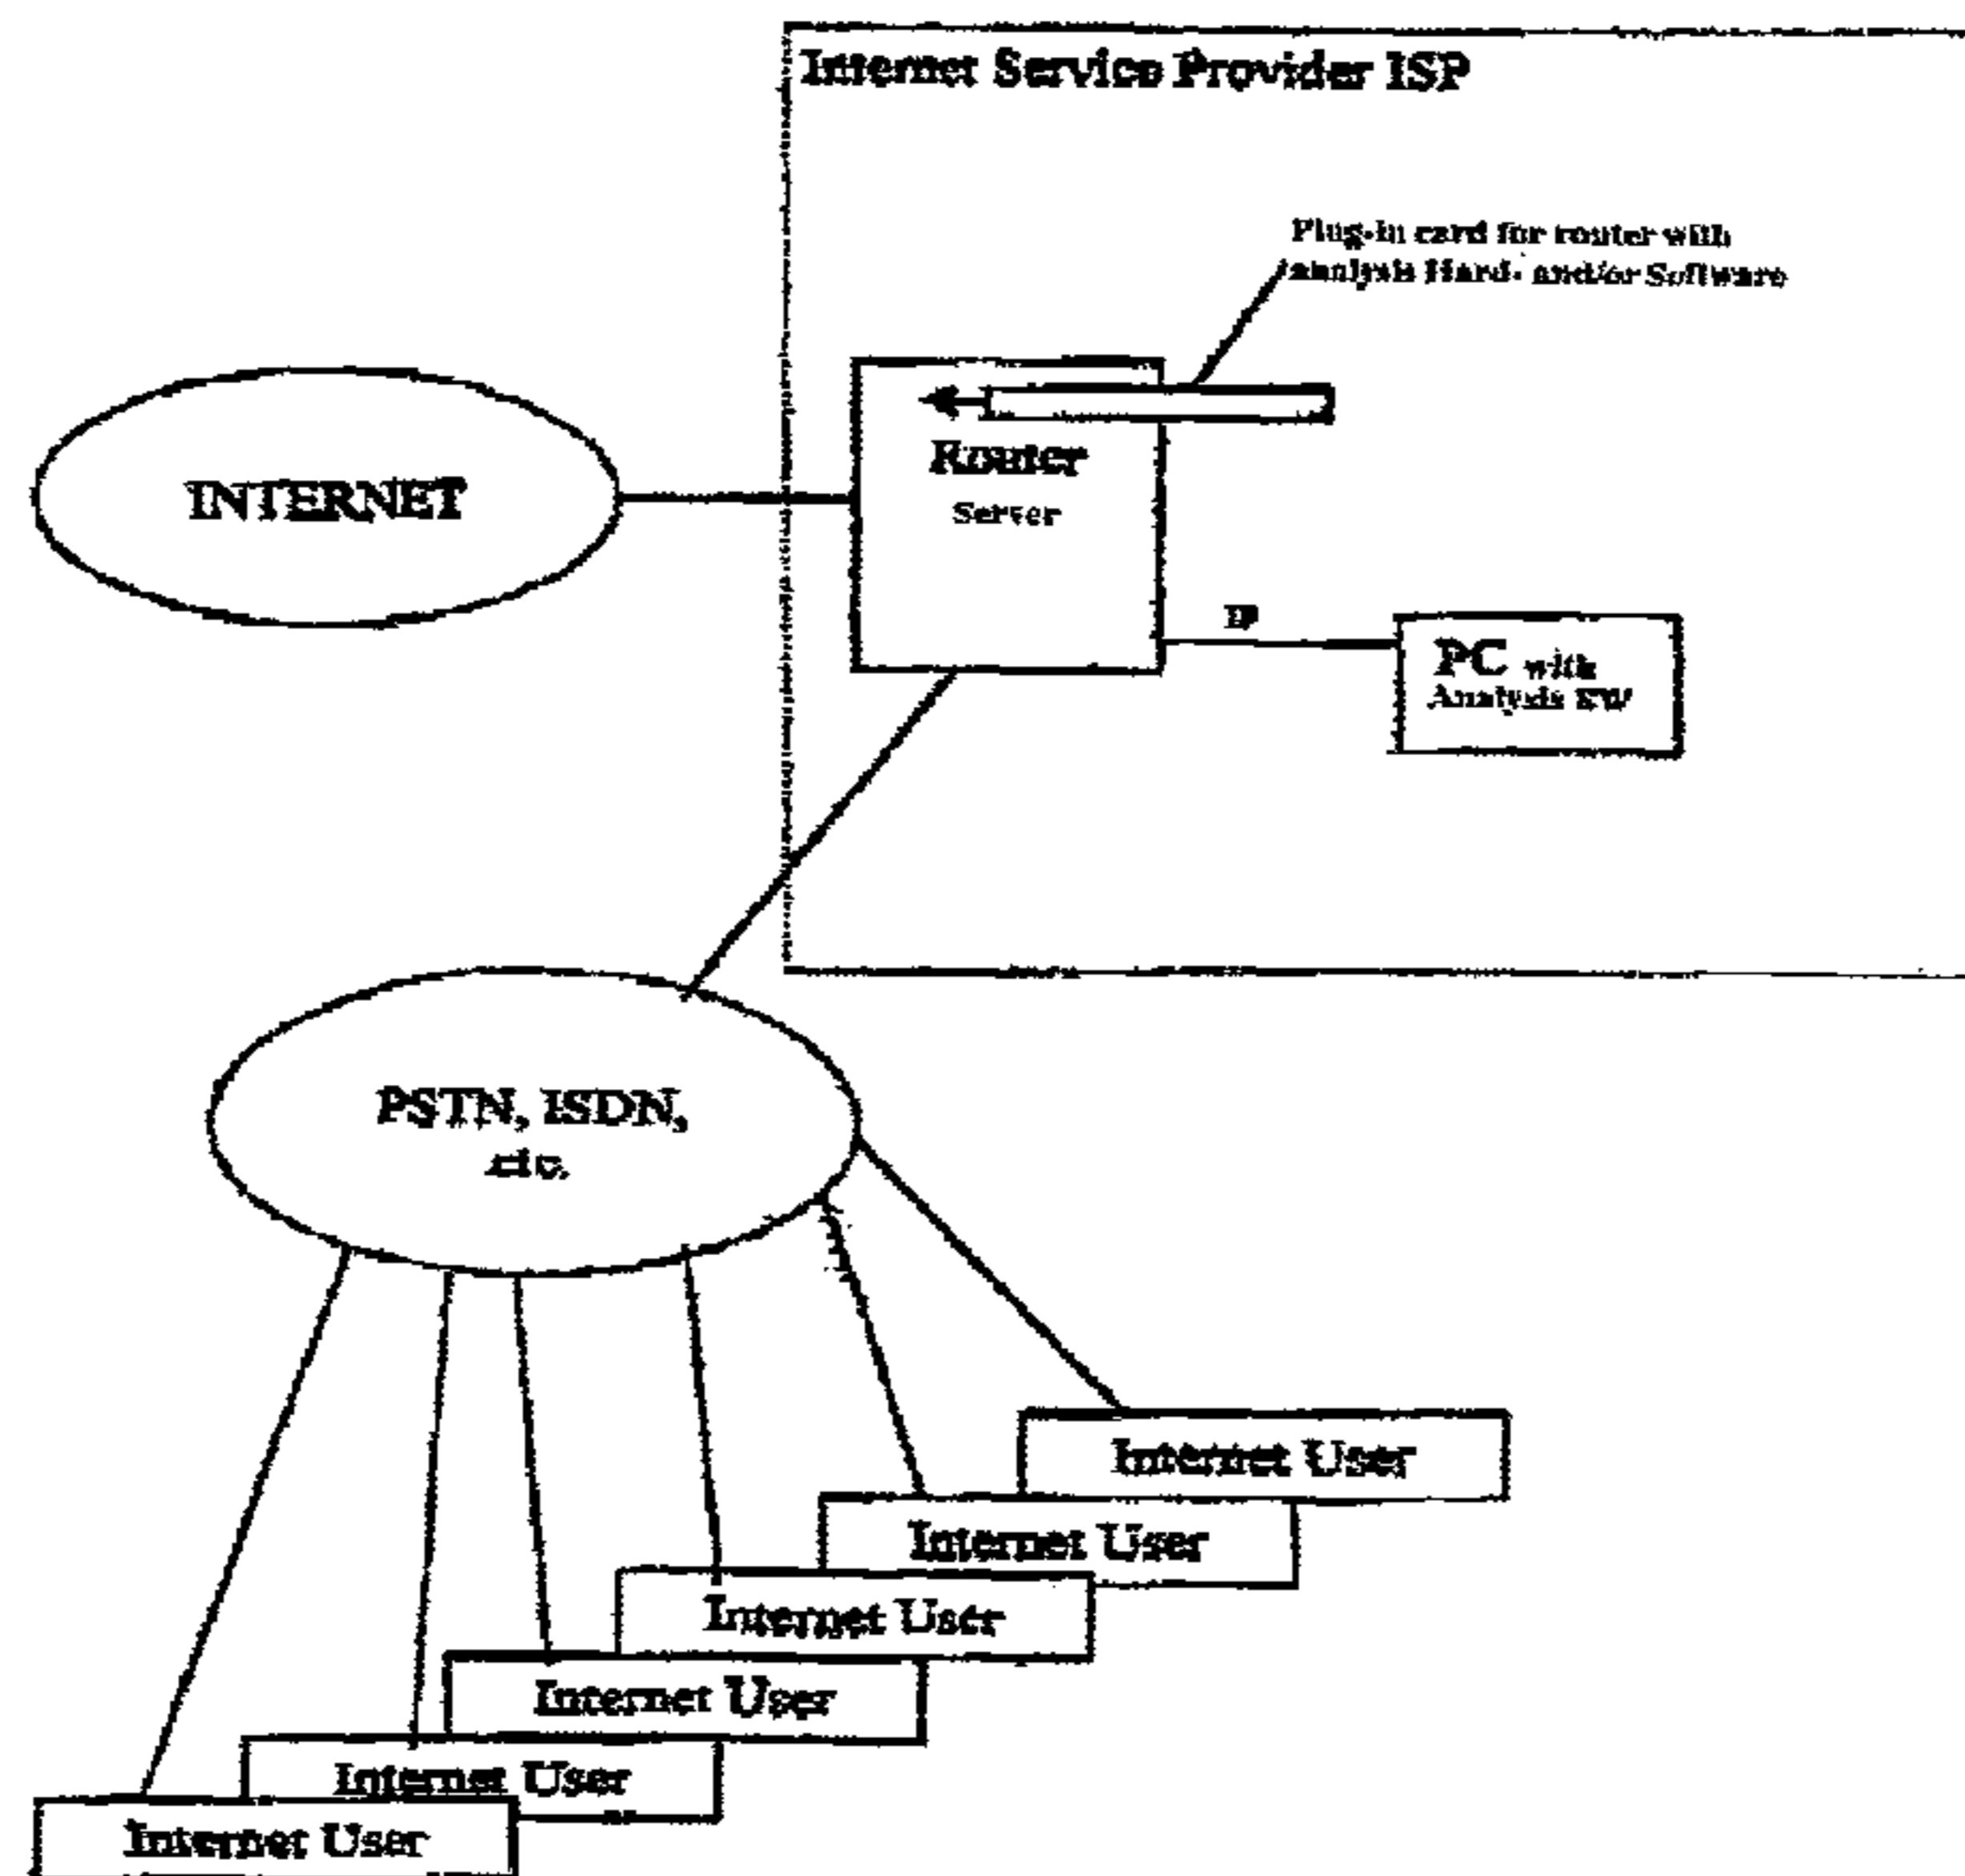 Internet Service Provider ISP
Plug-in card for router with
analysis Hard- and/or Software
INTERNET
Router
Server
IP
PC with
Analysis SW
PSTN, ISDN,
etc.
Internet User
Internet User
Internet User
Internet User
Internet User
Internet User